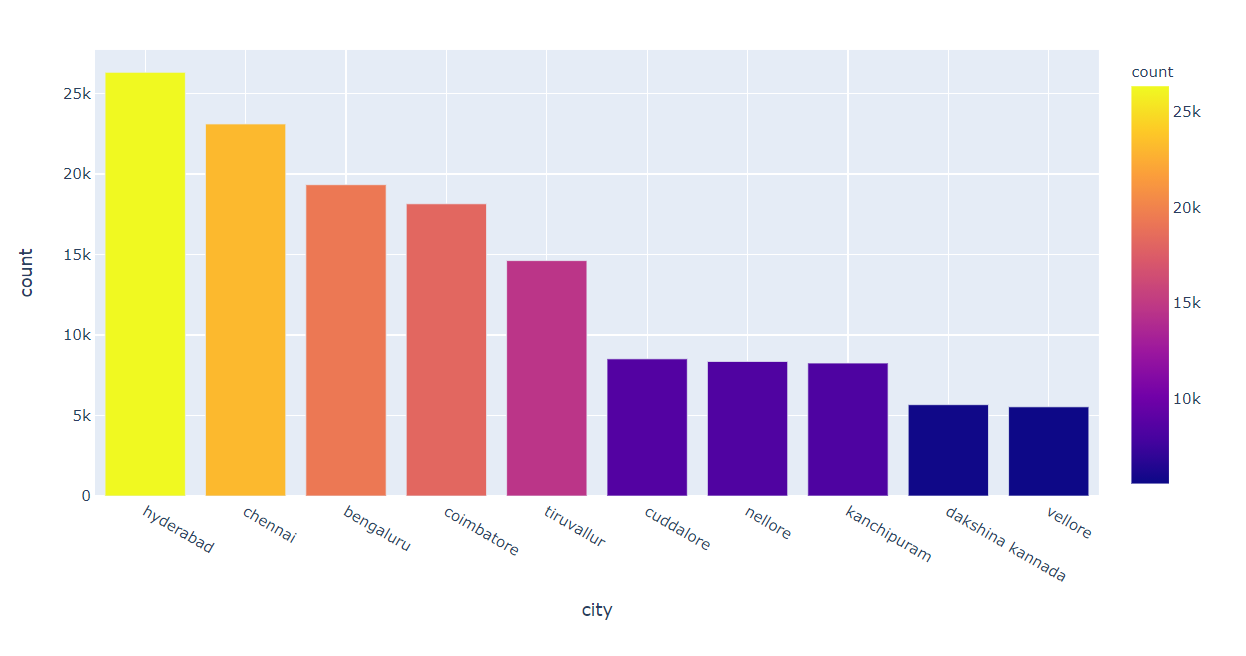 count
25k
20k
15k
10k
5k
0
hyderabad
chennai
bengaluru
coimbatore
tiruvallur
cuddalore
nellore
kanchipuram
dakshina kannada
vellore
city
count
25k
20k
15k
10k